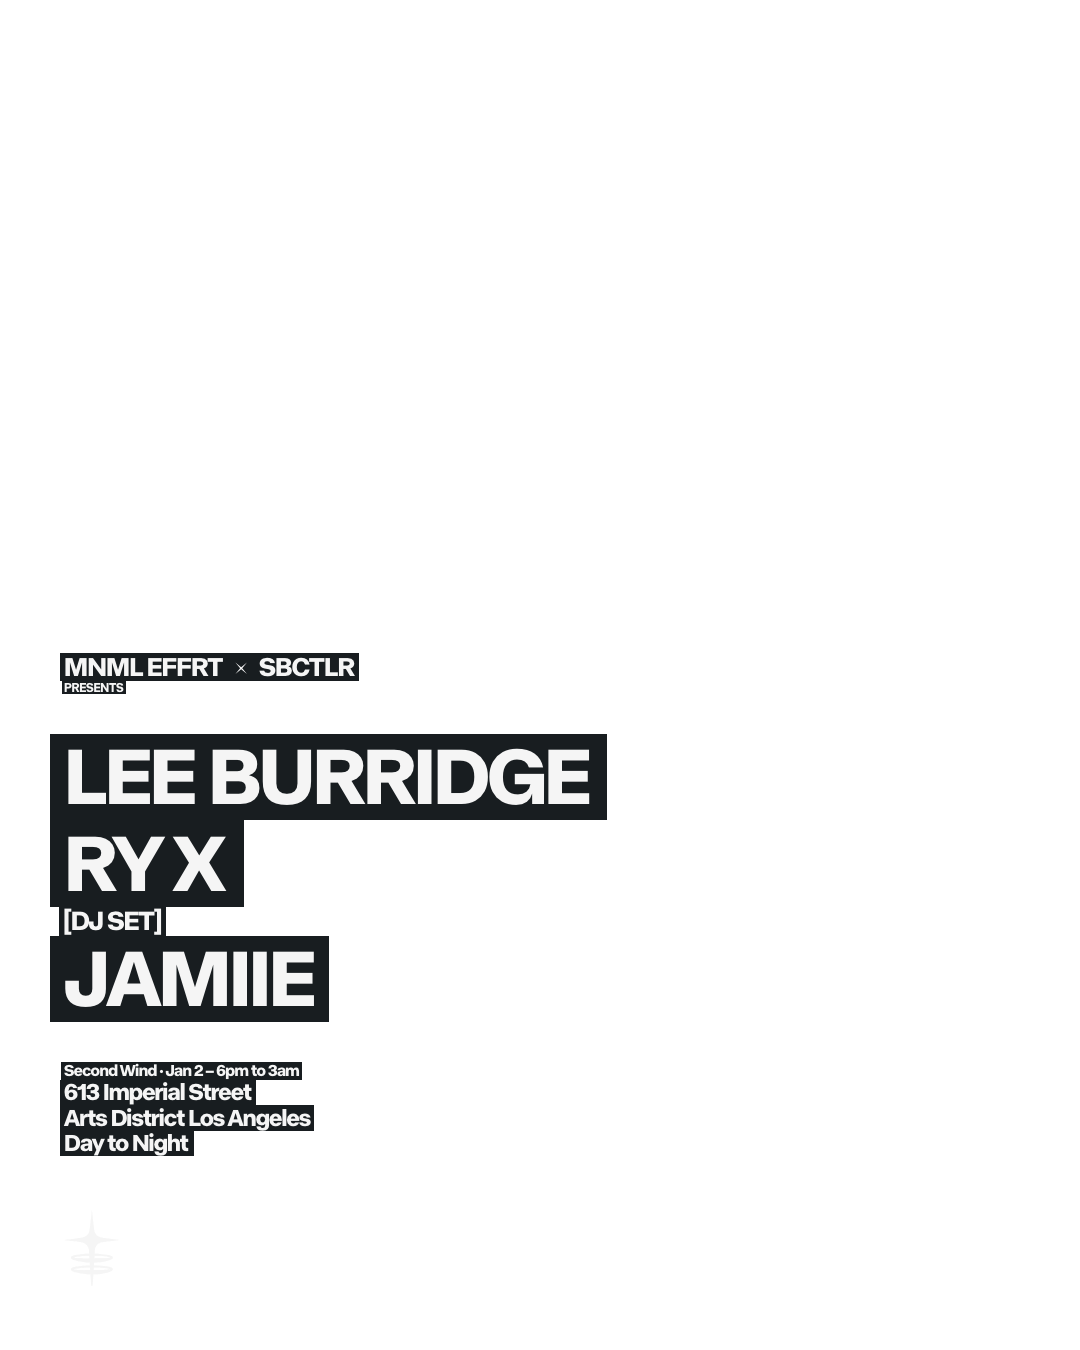 MNML EFFRT × SBCTLR
PRESENTS
LEE BURRIDGE
RY X
[DJ SET]
JAMIIE
Second Wind · Jan 2 – 6pm to 3am
613 Imperial Street
Arts District Los Angeles
Day to Night